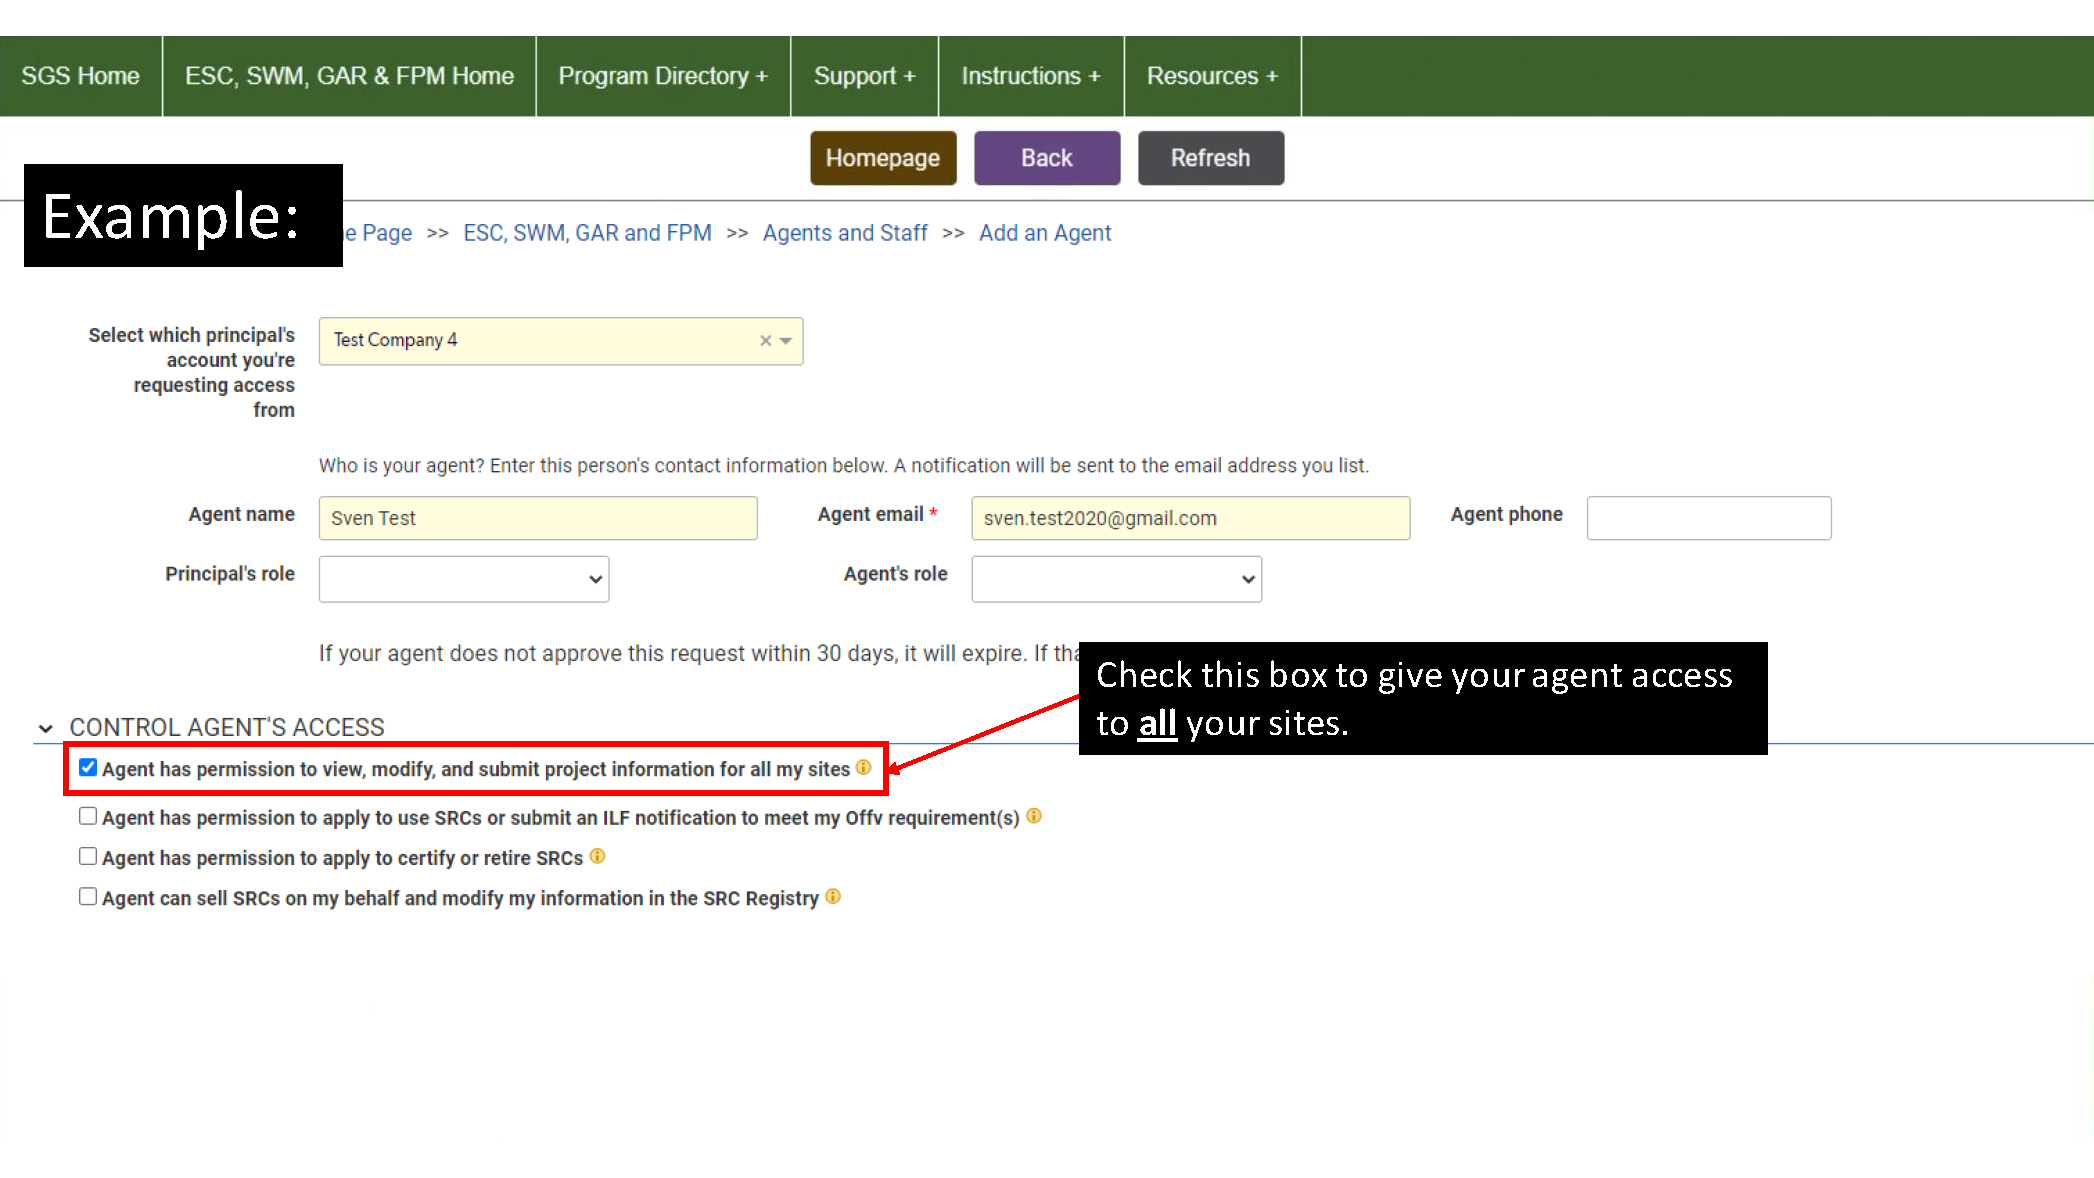 SGS Home ESC, SWM, GAR & FPM Home Program Directory + Support + Instructions + Resources +
Homepage Back Refresh
Example:
e Page >> ESC, SWM, GAR and FPM >> Agents and Staff >> Add an Agent
Select which principal's
account you're
requesting access
from
Test Company 4
Who is your agent? Enter this person's contact information below. A notification will be sent to the email address you list.
Agent name Sven Test Agent email * sven.test2020@gmail.com Agent phone
Principal's role Agent's role
If your agent does not approve this request within 30 days, it will expire. If tha
Check this box to give your agent access
to all your sites.
CONTROL AGENT'S ACCESS
Agent has permission to view, modify, and submit project information for all my sites
Agent has permission to apply to use SRCs or submit an ILF notification to meet my Offv requirement(s)
Agent has permission to apply to certify or retire SRCs
Agent can sell SRCs on my behalf and modify my information in the SRC Registry